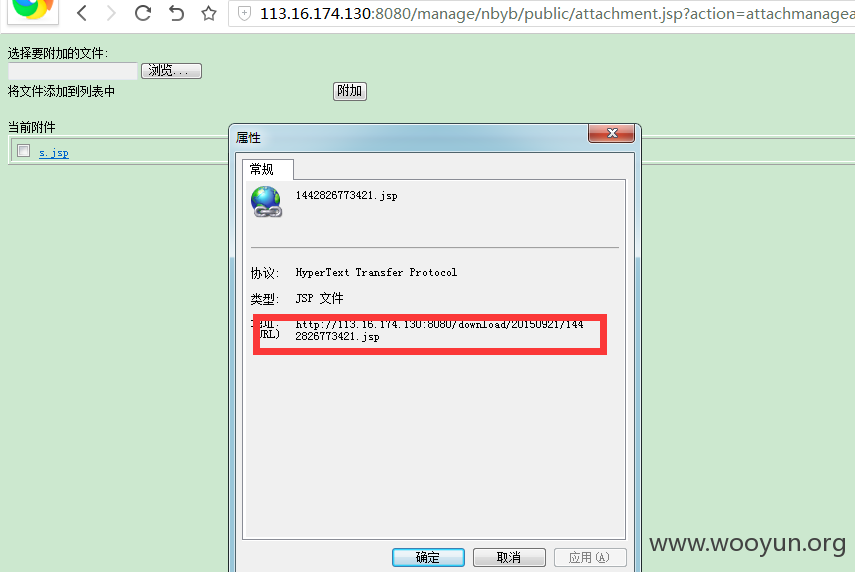 113.16.174.130:8080/manage/nbyb/public/attachment.jsp?action=attachmanagea
选择要附加的文件:
浏览...
将文件添加到列表中 附加
当前附件
s.jsp
属性
常规
1442826773421.jsp
协议: HyperText Transfer Protocol
类型: JSP 文件
地址: http://113.16.174.130:8080/download/20150921/144
URL) 2826773421.jsp
确定 取消 应用(A)
www.wooyun.org